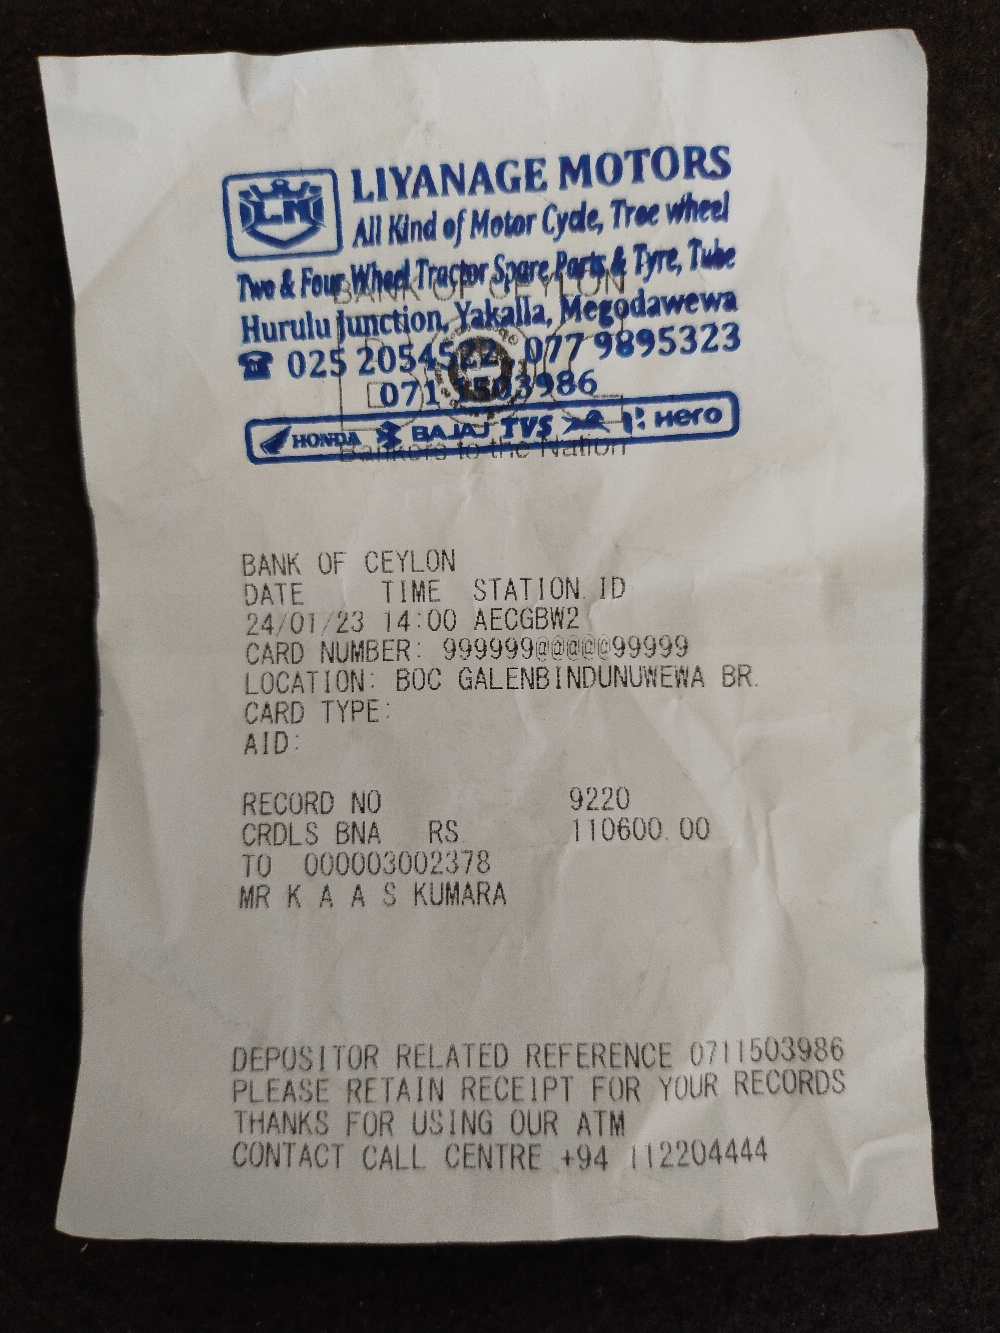 LIYANAGE MOTORS
LM
All Kind of Motor Cycle, Tree wheel
Two & Four Wheel Tractor Spare Parts & Tyre, Tube
BANK OF CEYLON
Hurulu Junction, Yakalla, Megodawewa
025 2054522, 077 9895323
071 1503986
HONDA BAJAJ TVS Hero
Bankers to the Nation
BANK OF CEYLON
DATE TIME STATION ID
24/01/23 14:00 AECGBW2
CARD NUMBER: 999999@@@@@99999
LOCATION: BOC GALENBINDUNUWEWA BR.
CARD TYPE:
AID:
RECORD NO 9220
CRDLS BNA RS. 110600.00
TO 000003002378
MR K A A S KUMARA
DEPOSITOR RELATED REFERENCE 0711503986
PLEASE RETAIN RECEIPT FOR YOUR RECORDS
THANKS FOR USING OUR ATM
CONTACT CALL CENTRE +94 112204444